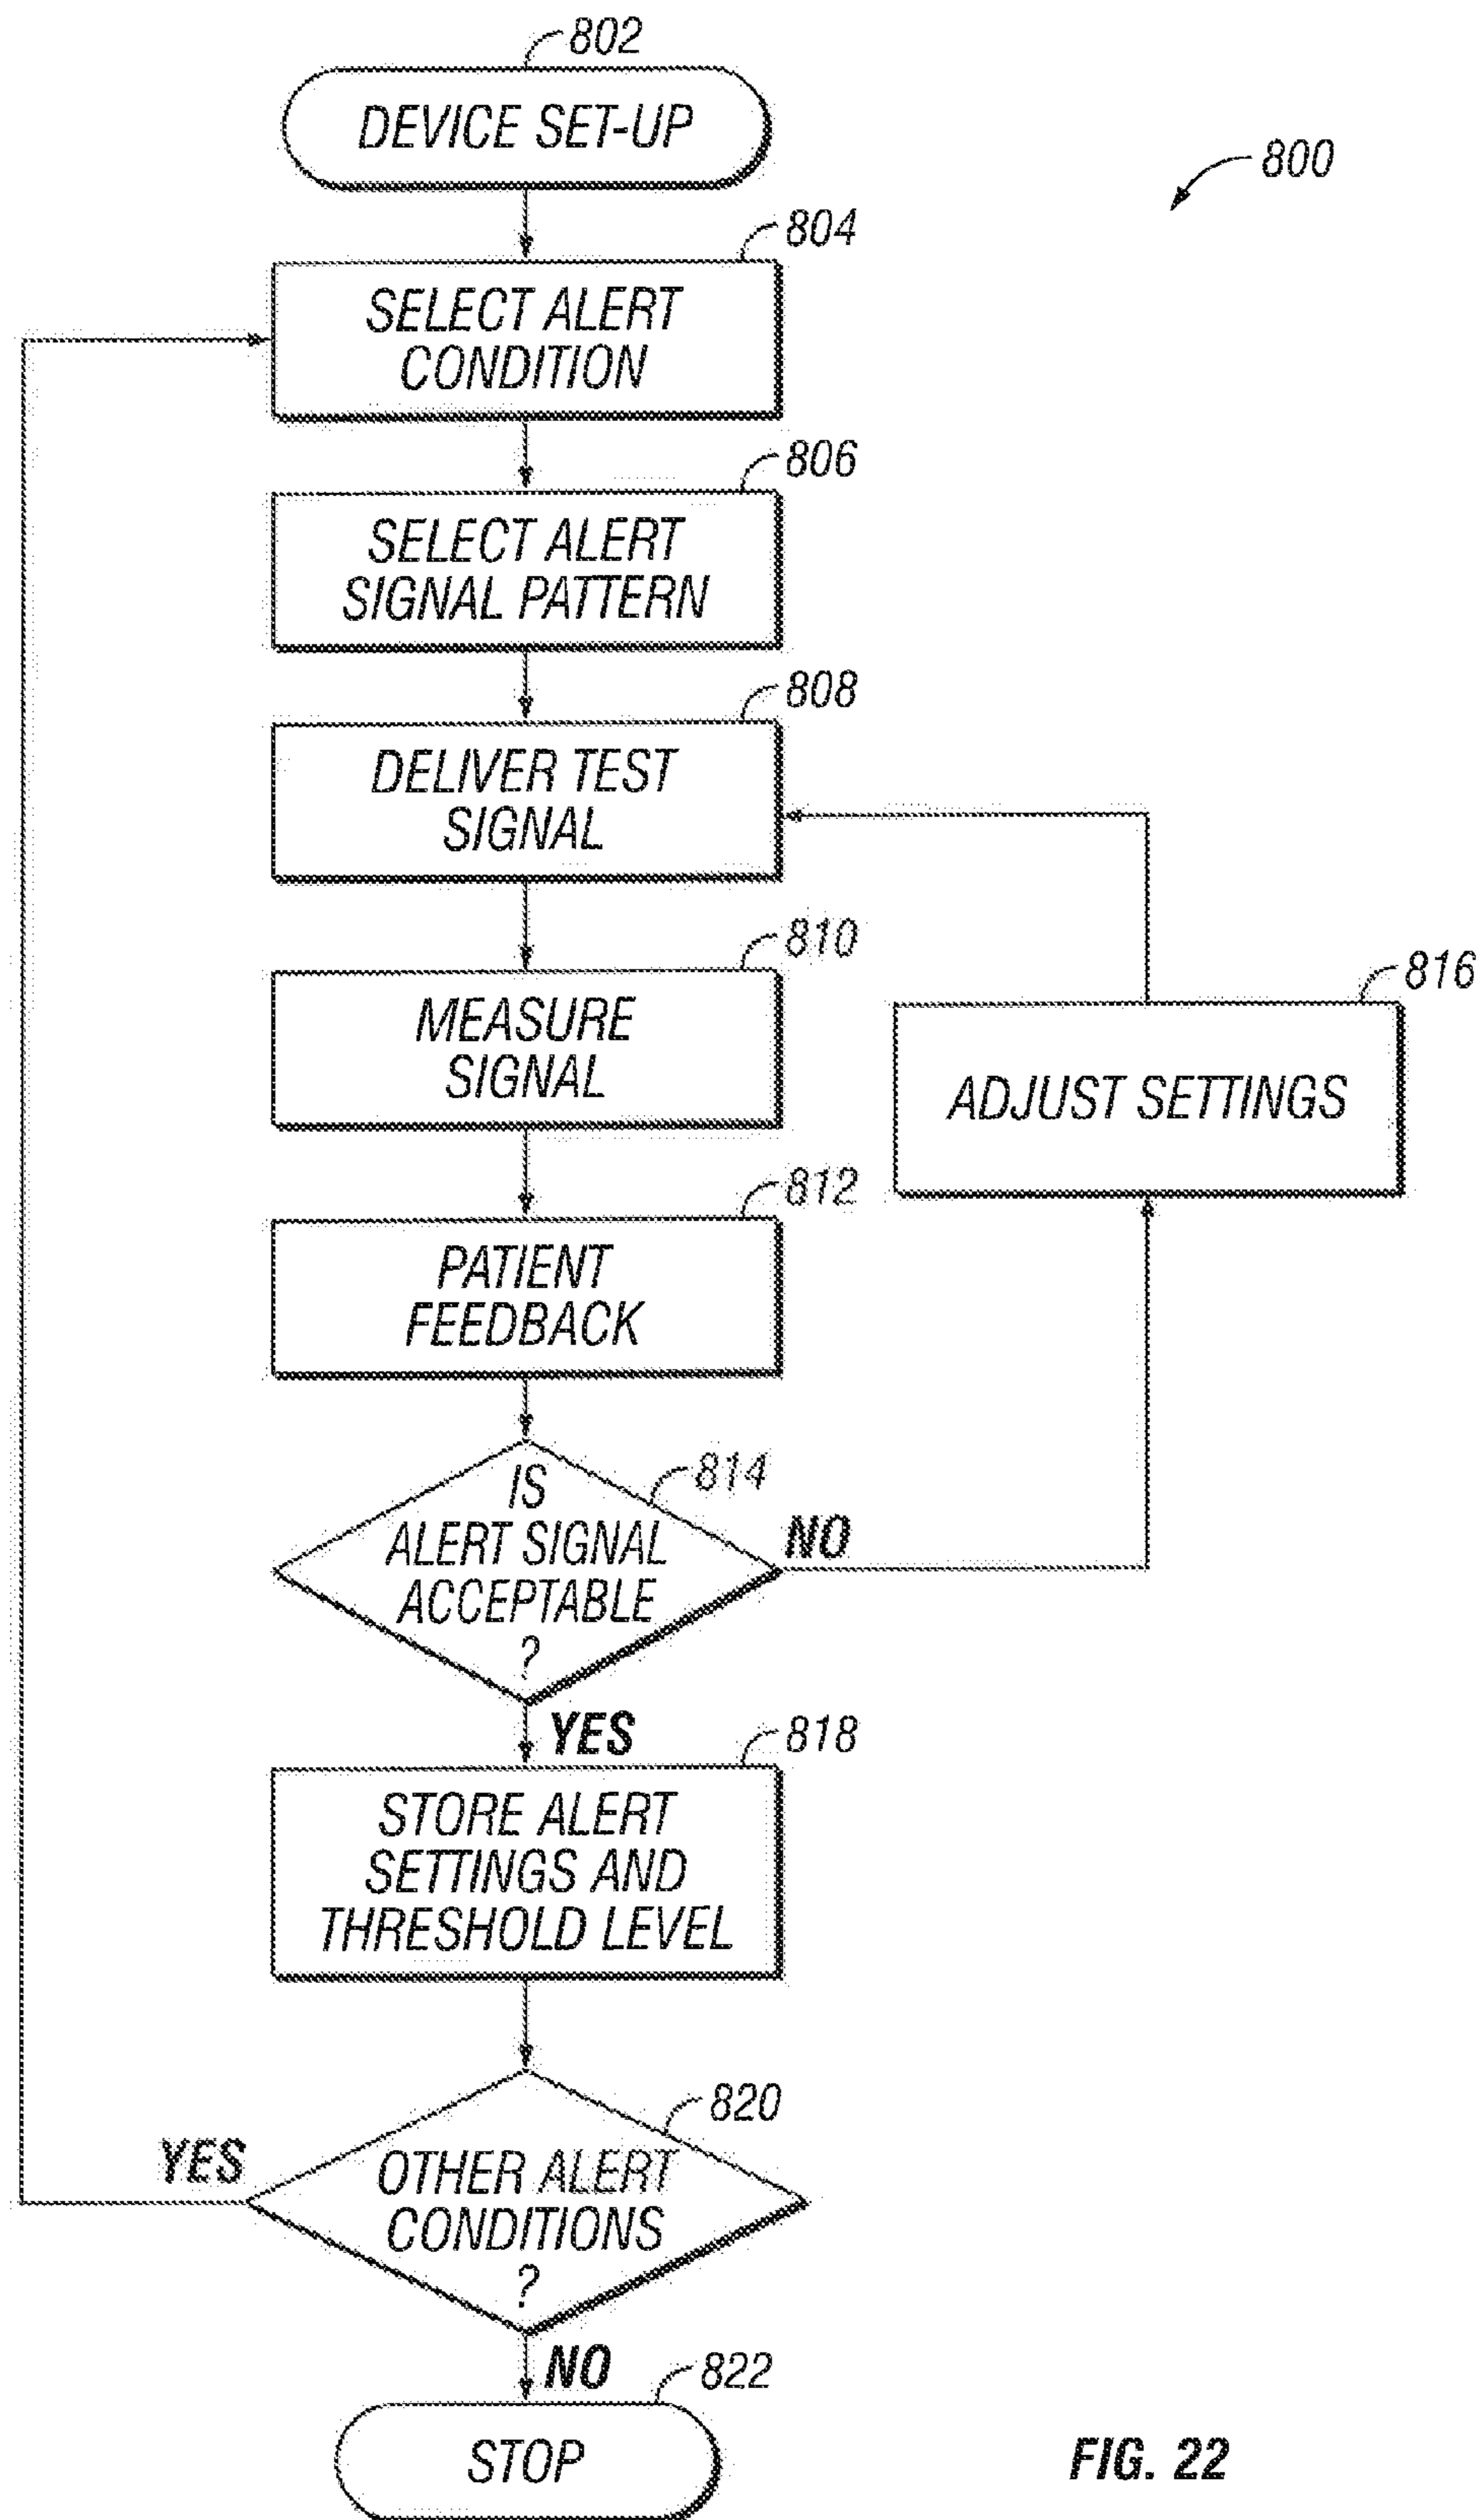 802
DEVICE SET-UP
800
804
SELECT ALERT
CONDITION
806
SELECT ALERT
SIGNAL PATTERN
808
DELIVER TEST
SIGNAL
810
MEASURE
SIGNAL
816
ADJUST SETTINGS
812
PATIENT
FEEDBACK
814
IS
ALERT SIGNAL
ACCEPTABLE
?
NO
YES
818
STORE ALERT
SETTINGS AND
THRESHOLD LEVEL
820
YES
OTHER ALERT
CONDITIONS
?
NO
822
STOP
FIG. 22